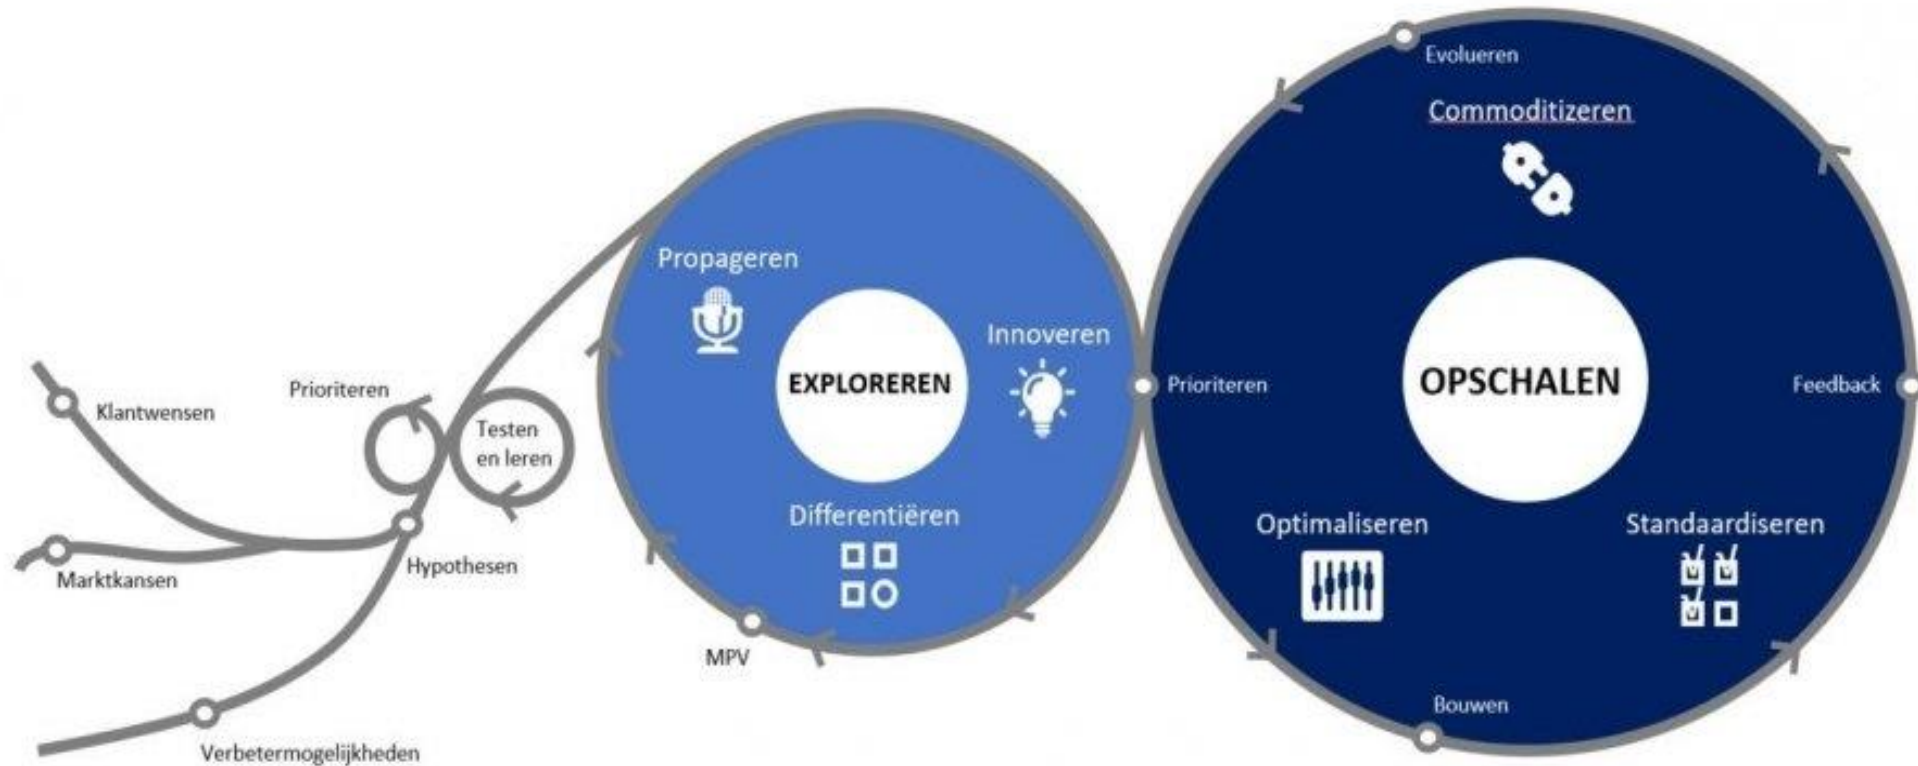 Klantwensen
Marktkansen
Verbetermogelijkheden
Hypothesen
Prioriteren
Testen
en leren
Propageren
Innoveren
EXPLOREREN
Differentiëren
MPV
Prioriteren
Evolueren
Commoditizeren
OPSCHALEN
Feedback
Optimaliseren
Standaardiseren
Bouwen